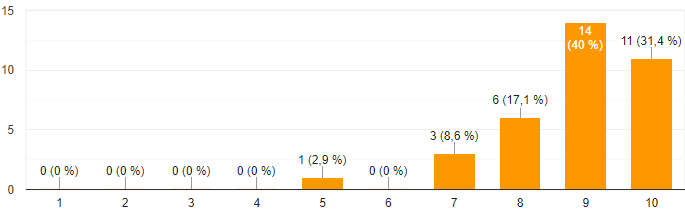 15
10
5
0
0 (0 %)
0 (0 %)
0 (0 %)
0 (0 %)
1 (2,9 %)
0 (0 %)
3 (8,6 %)
6 (17,1 %)
14
(40 %)
11 (31,4 %)
1 2 3 4 5 6 7 8 9 10